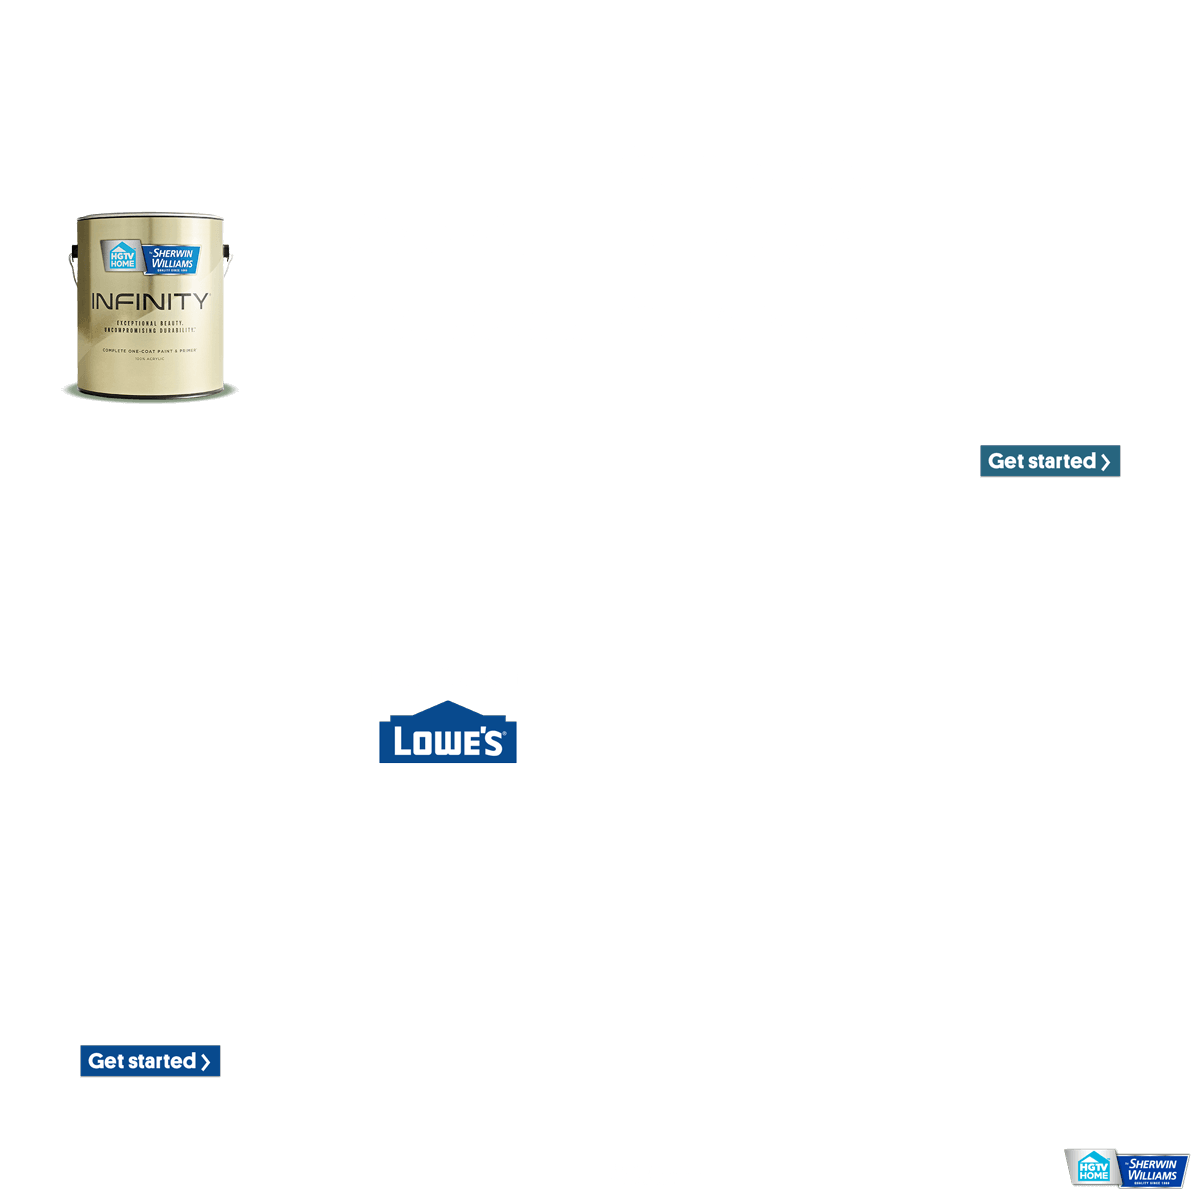 HGTV
HOME
by SHERWIN
WILLIAMS
QUALITY SINCE 1866
INFINITY®
EXCEPTIONAL BEAUTY.
UNCOMPROMISING DURABILITY.™
COMPLETE ONE-COAT PAINT & PRIMER
100% ACRYLIC
Get started >
LOWE'S®
Get started >
HGTV
HOME
by SHERWIN
WILLIAMS
QUALITY SINCE 1866